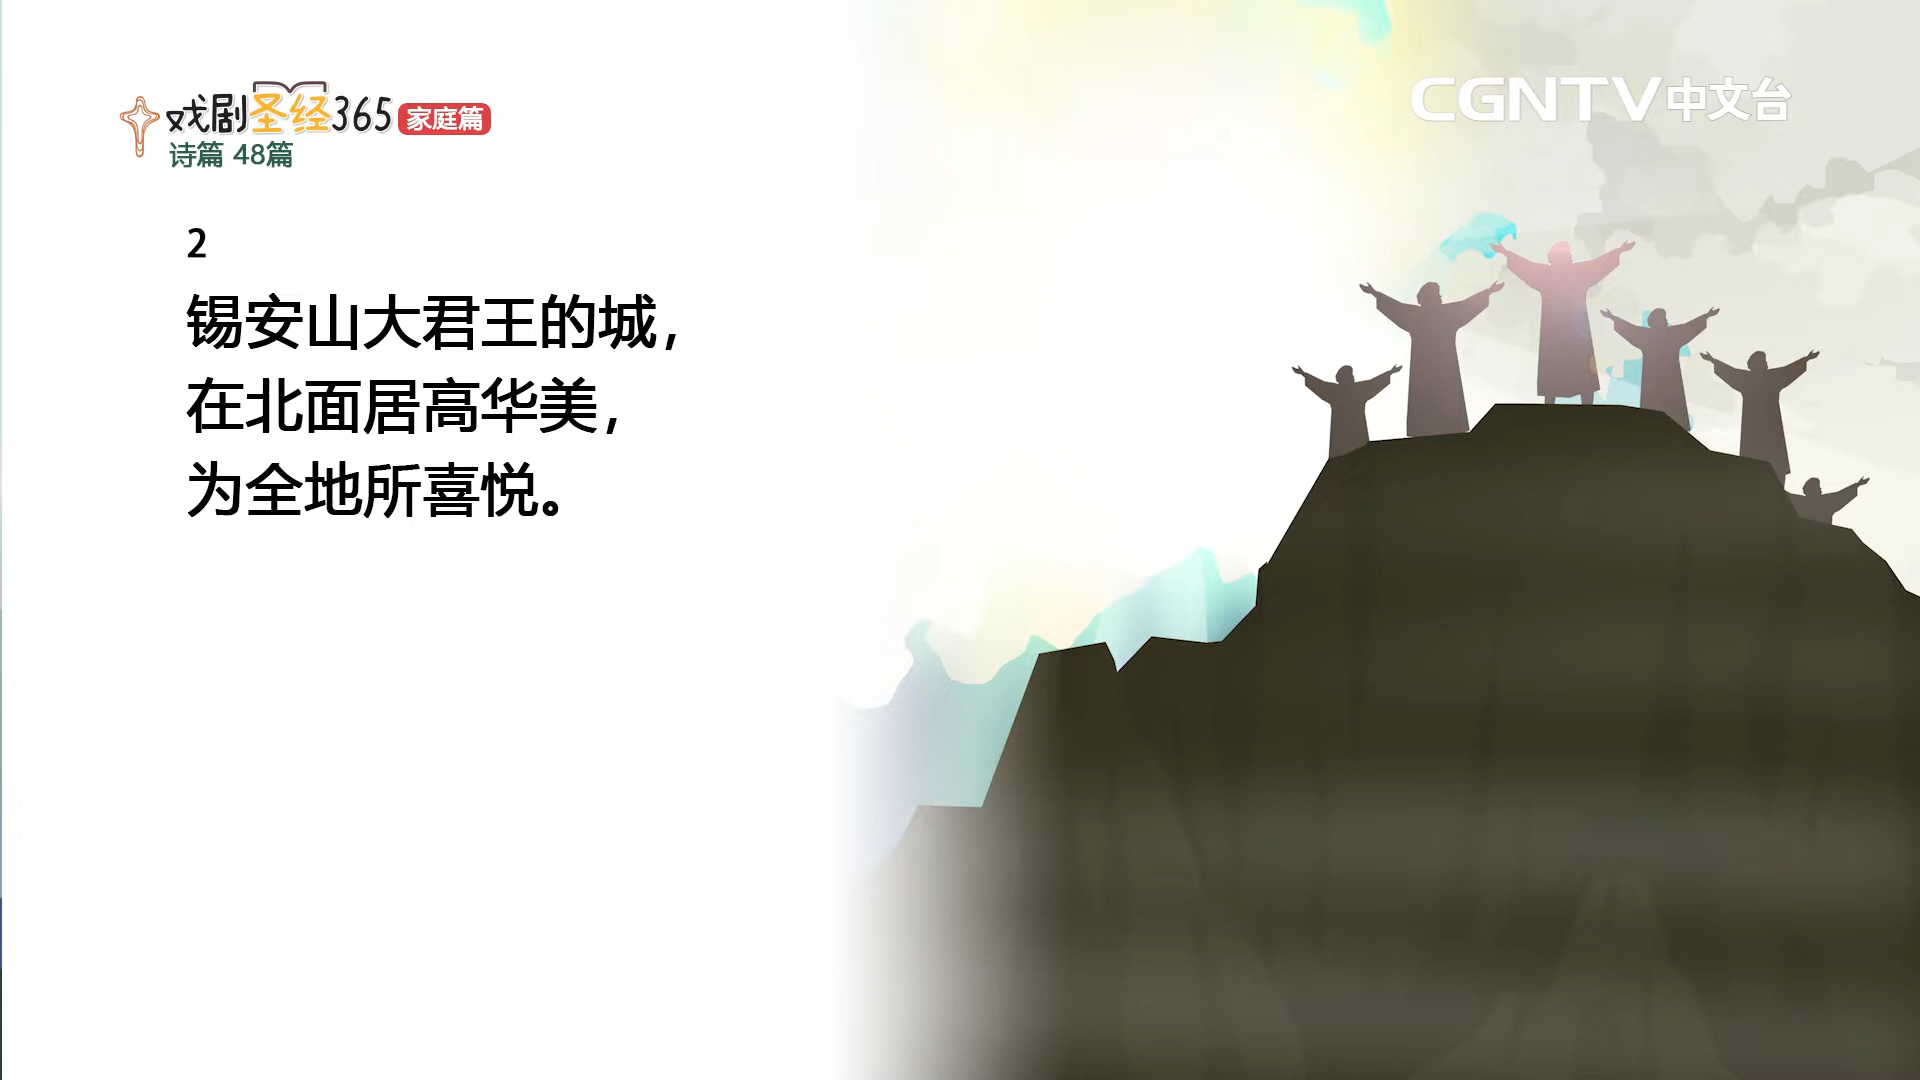 戏剧圣经365 家庭篇
诗篇 48篇
CGNTV中文台
2
锡安山大君王的城，
在北面居高华美，
为全地所喜悦。